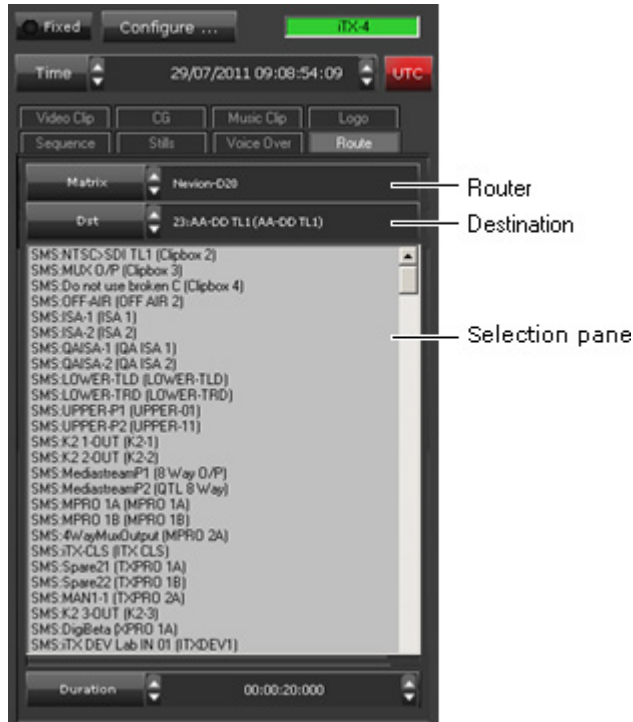 Fixed Configure ... iTX-4
Time 29/07/2011 09:08:54:09 UTC
Video Clip CG Music Clip Logo
Sequence Stills Voice Over Route
Matrix Nevion-D28 Router
Dst 23:AA-DD TL1(AA-DD TL1) Destination
SMS:NTSC>SDI TL1 (Clipbox 2)
SMS:MUX O/P (Clipbox 3)
SMS:Do not use broken C (Clipbox 4)
SMS:OFF-AIR (OFF AIR 2)
SMS:ISA-1 (ISA 1)
SMS:ISA-2 (ISA 2)
Selection pane
SMS:QAISA-1 (QA ISA 1)
SMS:QAISA-2 (QA ISA 2)
SMS:LOWER-TLD (LOWER-TLD)
SMS:LOWER-TRD (LOWER-TRD)
SMS:UPPER-P1 (UPPER-01)
SMS:UPPER-P2 (UPPER-11)
SMS:K2 1-OUT (K2-1)
SMS:K2 2-OUT (K2-2)
SMS:MediastreamP1 (8 Way O/P)
SMS:MediastreamP2 (QTL 8 Way)
SMS:MPRO 1A (MPRO 1A)
SMS:MPRO 1B (MPRO 1B)
SMS:4WayMuxOutput (MPRO 2A)
SMS:iTX-CLS (ITX CLS)
SMS:Spare21 (TXPRO 1A)
SMS:Spare22 (TXPRO 1B)
SMS:MAN1-1 (TXPRO 2A)
SMS:K2 3-OUT (K2-3)
SMS:DigiBeta (XPRO 1A)
SMS:iTX DEV Lab IN 01 (ITXDEV1)
Duration 00:00:20:000